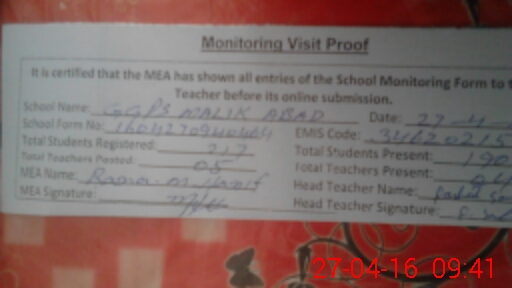 Monitoring Visit Proof
It is certified that the MEA has shown all entries of the School Monitoring Form to t
Teacher before its online submission.
School Name: GGPS MALIK ABAD Date: 27-4-
School Form No: EMIS Code:
Total Students Registered: 217 Total Students Present: 190
Total Teachers Posted: 05 Total Teachers Present: 04
MEA Name: Head Teacher Name:
MEA Signature: Head Teacher Signature:
27-04-16 09:41